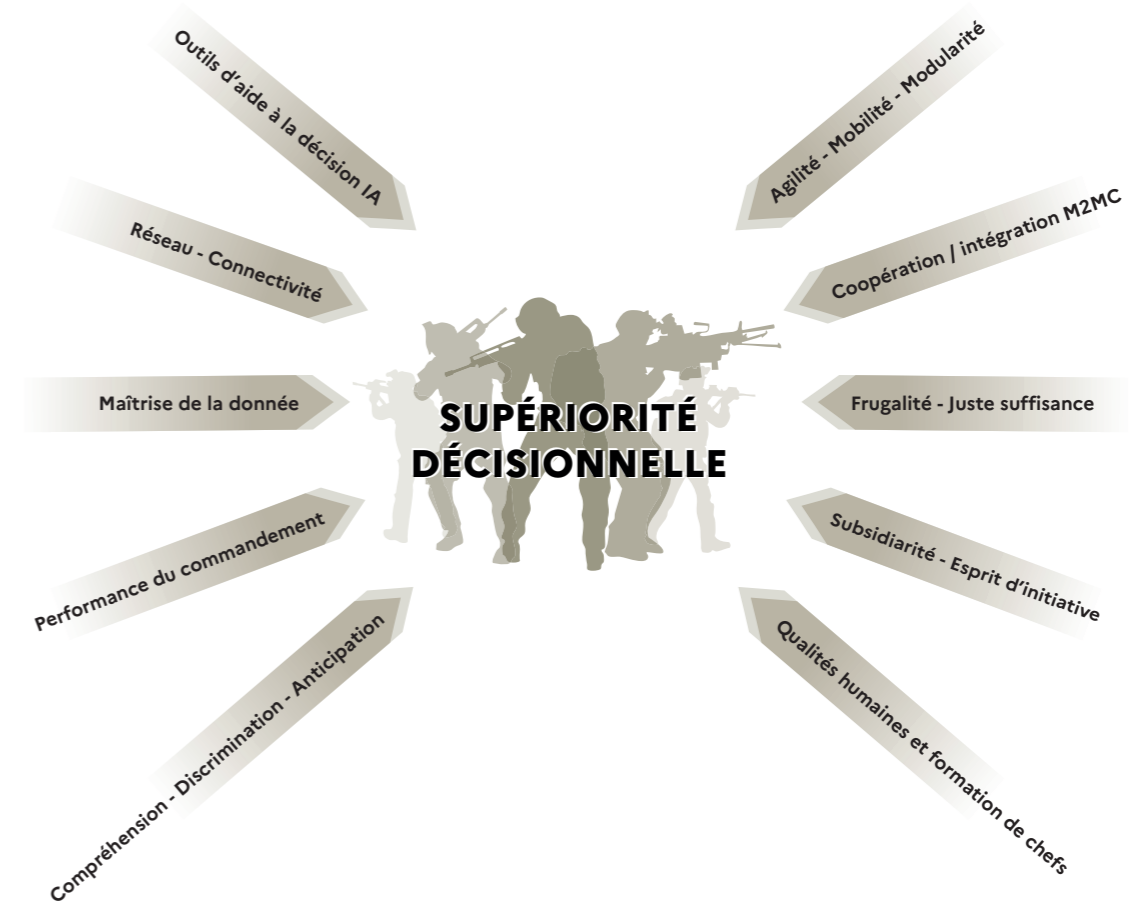 Outils d'aide à la décision IA
Réseau - Connectivité
Maîtrise de la donnée
Performance du commandement
Compréhension - Discrimination - Anticipation
SUPÉRIORITÉ
DÉCISIONNELLE
Agilité - Mobilité - Modularité
Coopération / intégration M2MC
Frugalité - Juste suffisance
Subsidiarité - Esprit d'initiative
Qualités humaines et formation de chefs